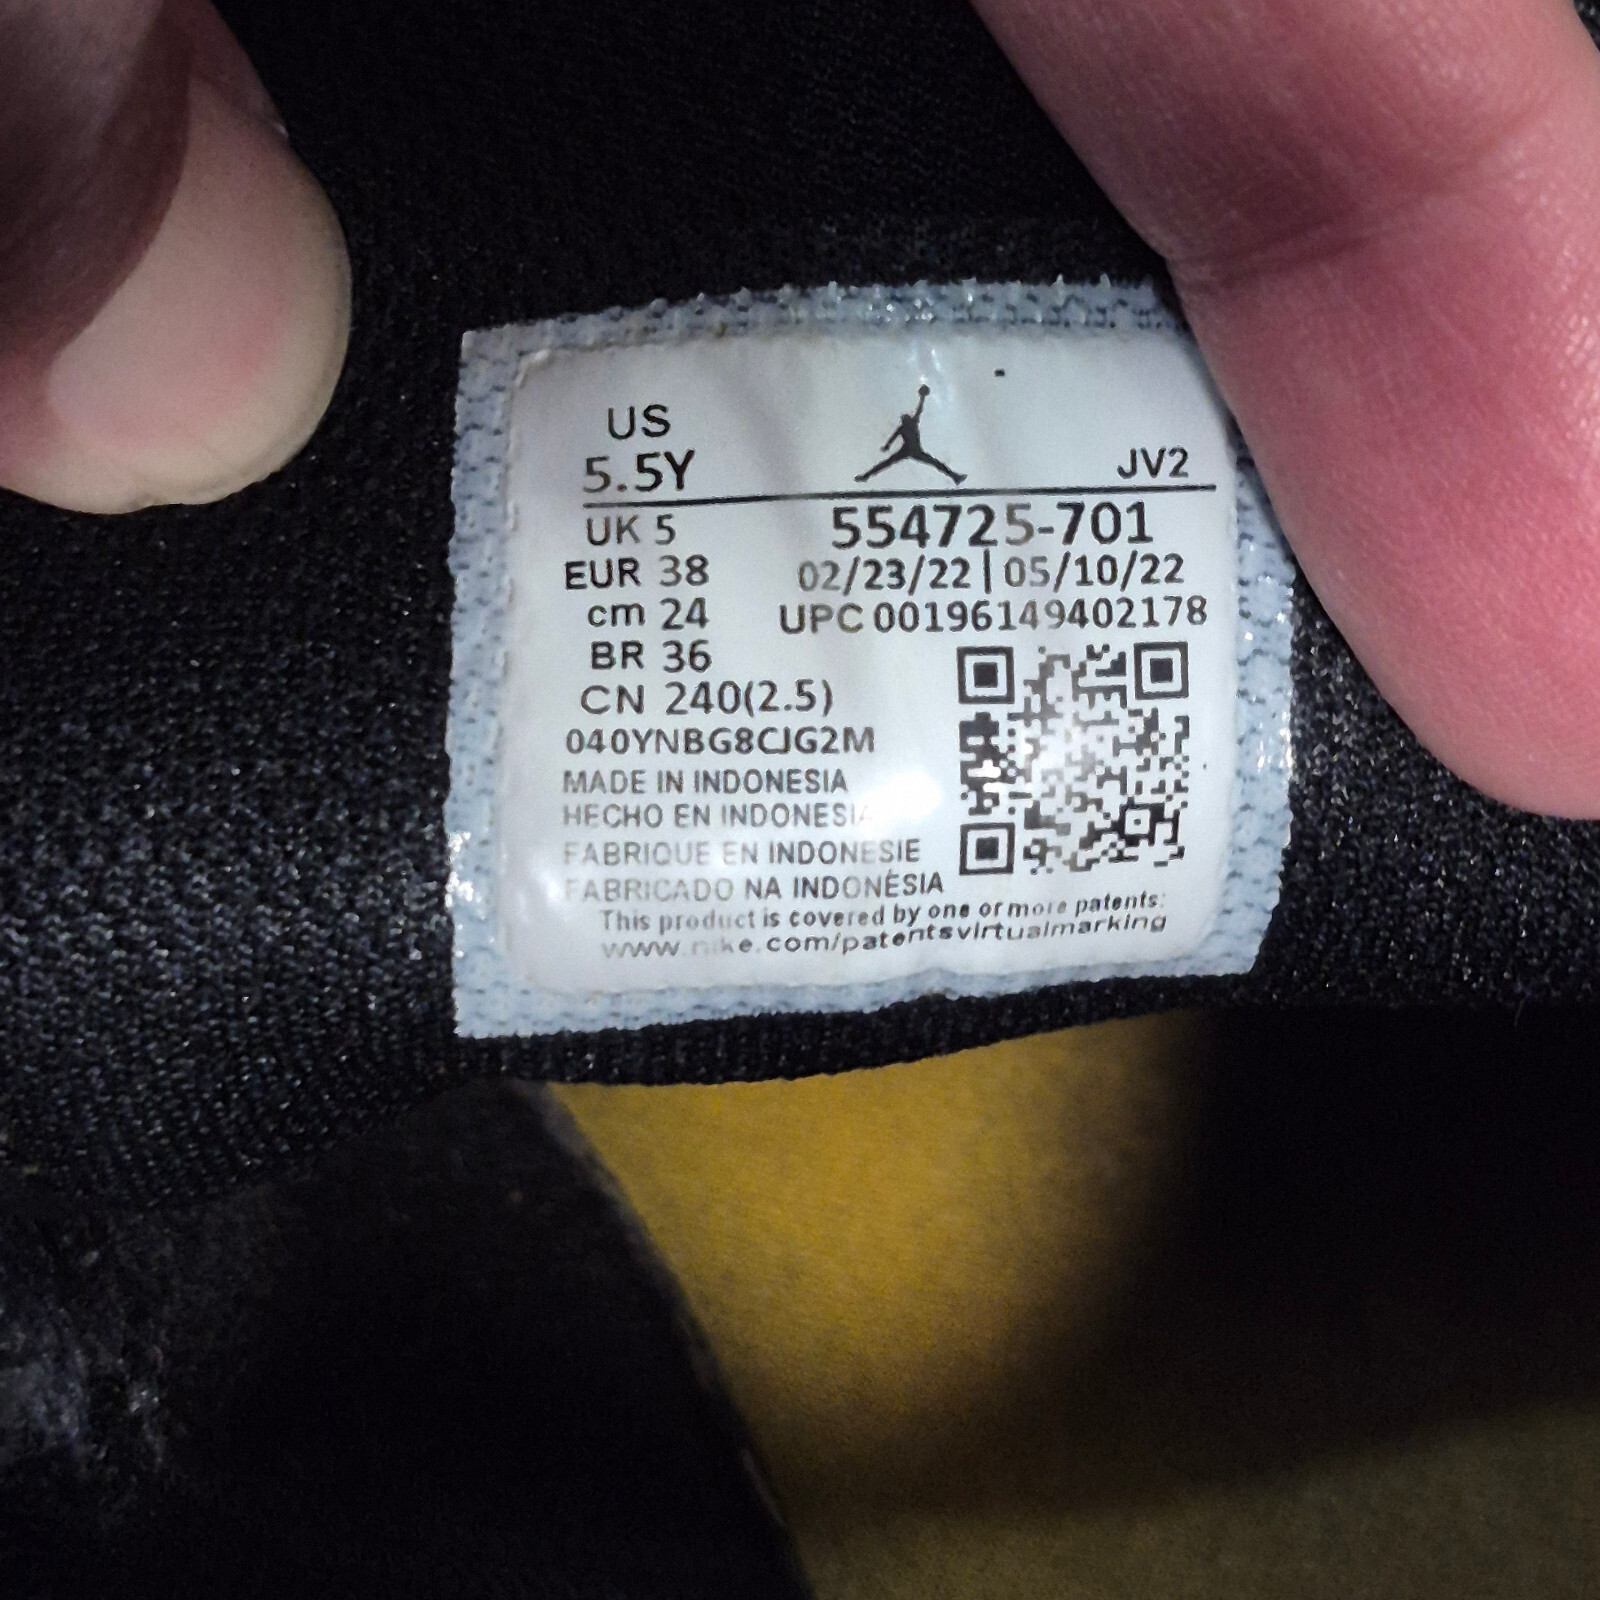 US
5.5Y
JV2
UK 5
554725-701
EUR 38
02/23/22 | 05/10/22
cm 24
UPC 00196149402178
BR 36
CN 240(2.5)
040YNBG8CJG2M
MADE IN INDONESIA
HECHO EN INDONESIA
FABRIQUE EN INDONESIE
FABRICADO NA INDONÉSIA
This product is covered by one or more patents:
www.nike.com/patentsvirtualmarking